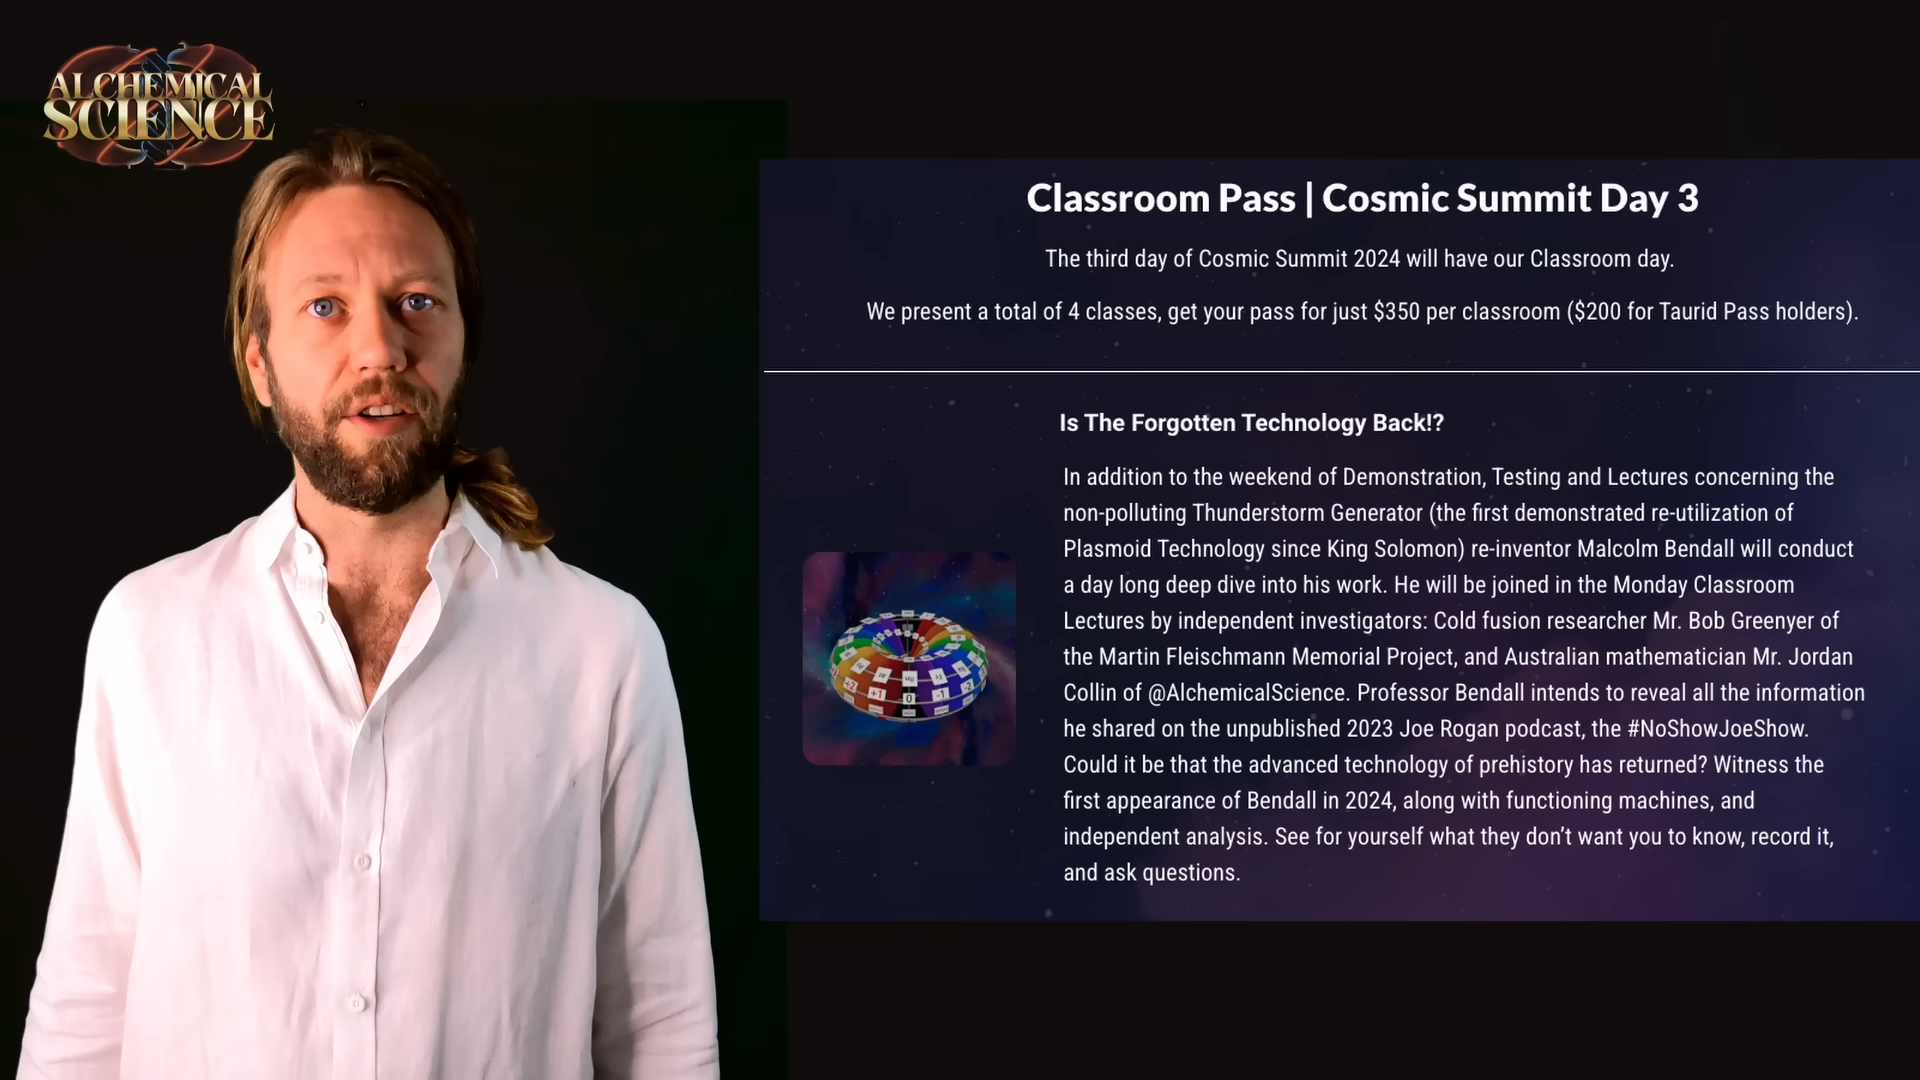 ALCHEMICAL
SCIENCE
Classroom Pass | Cosmic Summit Day 3
The third day of Cosmic Summit 2024 will have our Classroom day.
We present a total of 4 classes, get your pass for just $350 per classroom ($200 for Taurid Pass holders).
Is The Forgotten Technology Back!?
In addition to the weekend of Demonstration, Testing and Lectures concerning the
non-polluting Thunderstorm Generator (the first demonstrated re-utilization of
Plasmoid Technology since King Solomon) re-inventor Malcolm Bendall will conduct
a day long deep dive into his work. He will be joined in the Monday Classroom
Lectures by independent investigators: Cold fusion researcher Mr. Bob Greenyer of
the Martin Fleischmann Memorial Project, and Australian mathematician Mr. Jordan
Collin of @AlchemicalScience. Professor Bendall intends to reveal all the information
he shared on the unpublished 2023 Joe Rogan podcast, the #NoShowJoeShow.
Could it be that the advanced technology of prehistory has returned? Witness the
first appearance of Bendall in 2024, along with functioning machines, and
independent analysis. See for yourself what they don't want you to know, record it,
and ask questions.
+2 +1 0 -1 -2